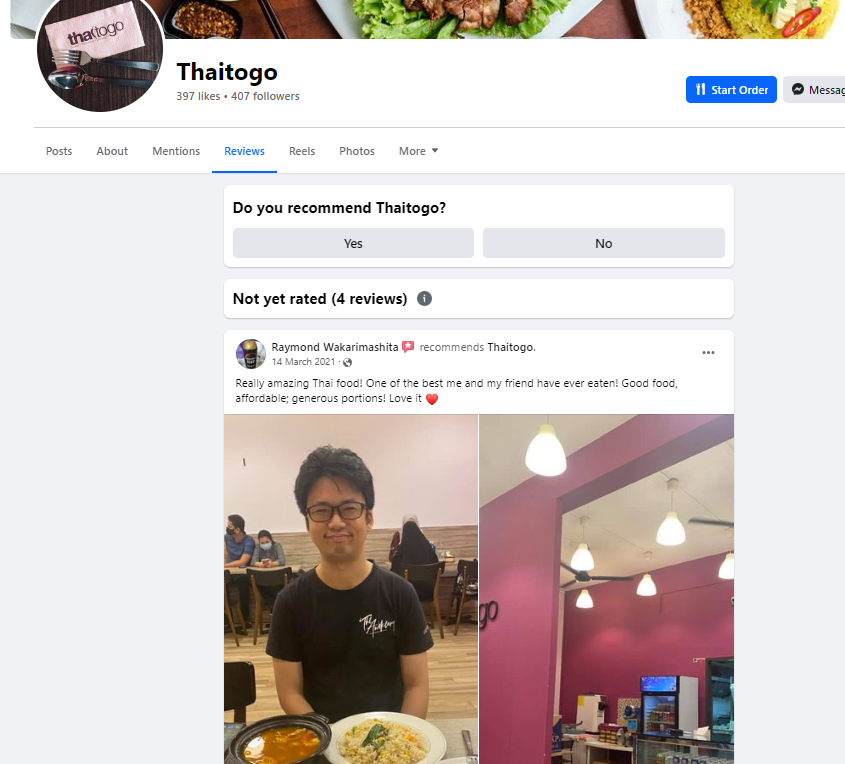 thai(togo
Thaitogo
397 likes • 407 followers
Start Order
Messag
Posts
About
Mentions
Reviews
Reels
Photos
More
Do you recommend Thaitogo?
Yes
No
Not yet rated (4 reviews)
Raymond Wakarimashita recommends Thaitogo.
14 March 2021 ·
Really amazing Thai food! One of the best me and my friend have ever eaten! Good food,
affordable; generous portions! Love it ❤️
go